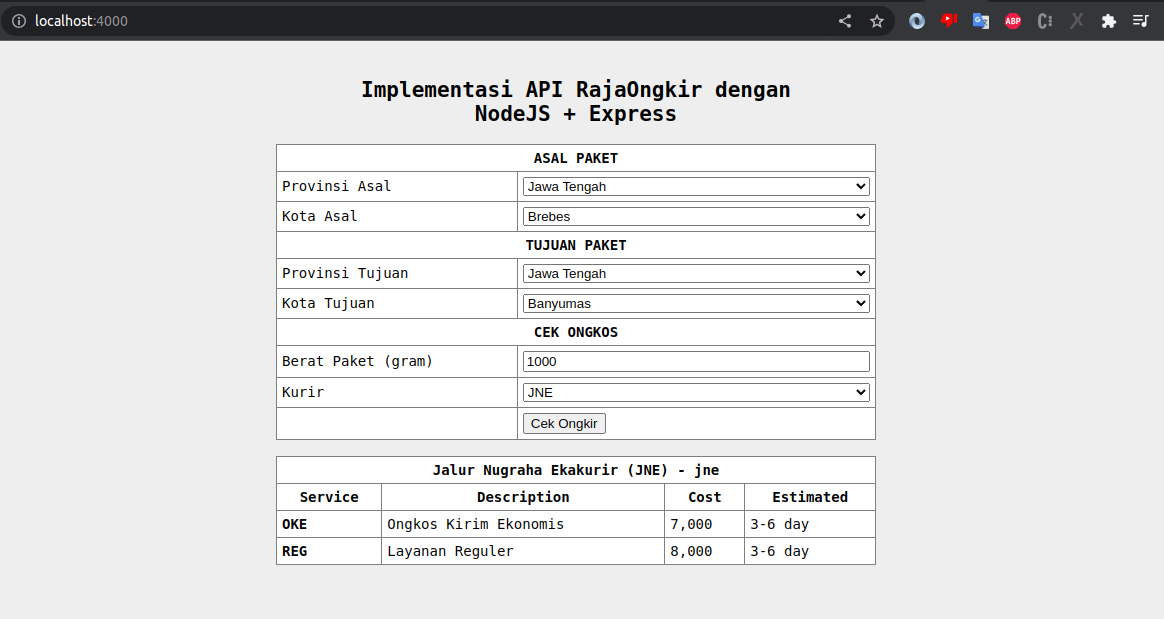 localhost:4000
ABP
Implementasi API RajaOngkir dengan
NodeJS + Express
ASAL PAKET
Provinsi Asal Jawa Tengah
Kota Asal Brebes
TUJUAN PAKET
Provinsi Tujuan Jawa Tengah
Kota Tujuan Banyumas
CEK ONGKOS
Berat Paket (gram) 1000
Kurir JNE
Cek Ongkir
Jalur Nugraha Ekakurir (JNE) - jne
Service Description Cost Estimated
OKE Ongkos Kirim Ekonomis 7,000 3-6 day
REG Layanan Reguler 8,000 3-6 day